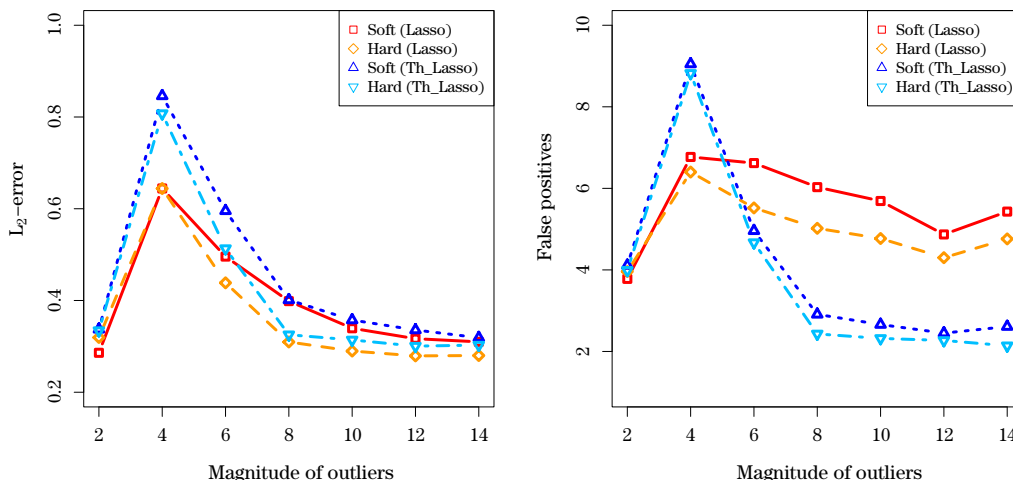 1.0
0.8
0.6
0.4
0.2
L2−error
2 4 6 8 10 12 14
Magnitude of outliers
Soft (Lasso)
Hard (Lasso)
Soft (Th_Lasso)
Hard (Th_Lasso)
10
8
6
4
2
False positives
2 4 6 8 10 12 14
Magnitude of outliers
Soft (Lasso)
Hard (Lasso)
Soft (Th_Lasso)
Hard (Th_Lasso)